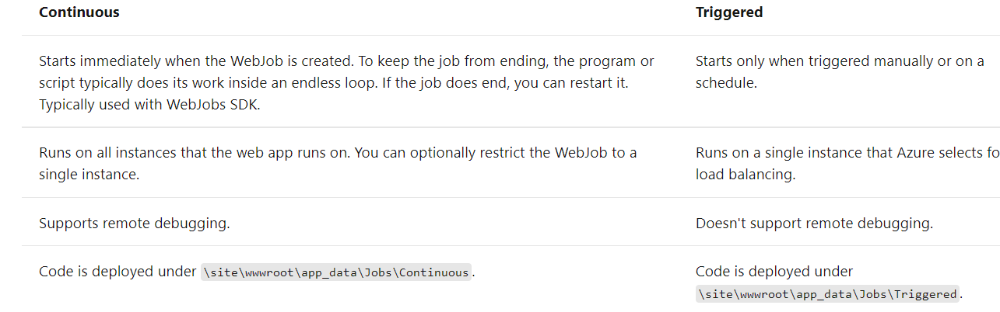 Continuous
Triggered
Starts immediately when the WebJob is created. To keep the job from ending, the program or
script typically does its work inside an endless loop. If the job does end, you can restart it.
Typically used with WebJobs SDK.
Starts only when triggered manually or on a
schedule.
Runs on all instances that the web app runs on. You can optionally restrict the WebJob to a
single instance.
Runs on a single instance that Azure selects fo
load balancing.
Supports remote debugging.
Doesn't support remote debugging.
Code is deployed under \site\wwwroot\app_data\Jobs\Continuous.
Code is deployed under
\site\wwwroot\app_data\Jobs\Triggered.